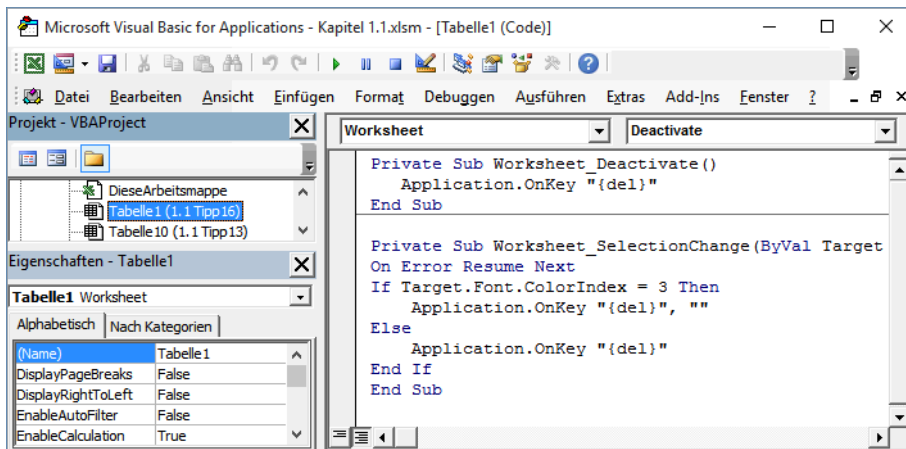 Microsoft Visual Basic for Applications - Kapitel 1.1.xlsm - [Tabelle1 (Code)]
Datei Bearbeiten Ansicht Einfügen Format Debuggen Ausführen Extras Add-Ins Fenster ?
Projekt - VBAProject
DieseArbeitsmappe
Tabelle1 (1.1 Tipp16)
Tabelle10 (1.1 Tipp13)
Eigenschaften - Tabelle1
Tabelle1 Worksheet
Alphabetisch Nach Kategorien
(Name) Tabelle1
DisplayPageBreaks False
DisplayRightToLeft False
EnableAutoFilter False
EnableCalculation True
Worksheet Deactivate
Private Sub Worksheet_Deactivate()
Application.OnKey "{del}"
End Sub
Private Sub Worksheet_SelectionChange(ByVal Target
On Error Resume Next
If Target.Font.ColorIndex = 3 Then
Application.OnKey "{del}", ""
Else
Application.OnKey "{del}"
End If
End Sub